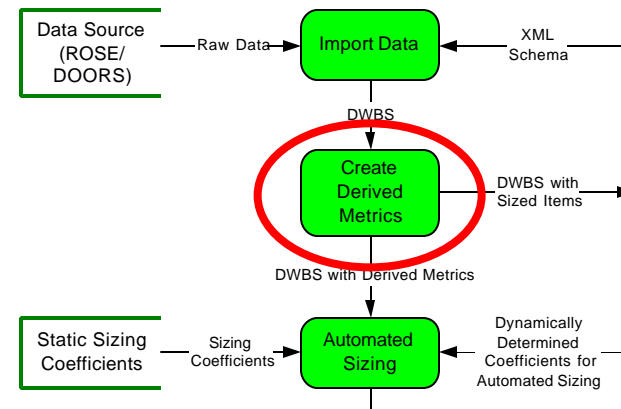 Data Source
(ROSE/
DOORS)
Raw Data
Import Data
XML
Schema
DWBS
Create
Derived
Metrics
DWBS with
Sized Items
DWBS with Derived Metrics
Static Sizing
Coefficients
Sizing
Coefficients
Automated
Sizing
Dynamically
Determined
Coefficients for
Automated Sizing